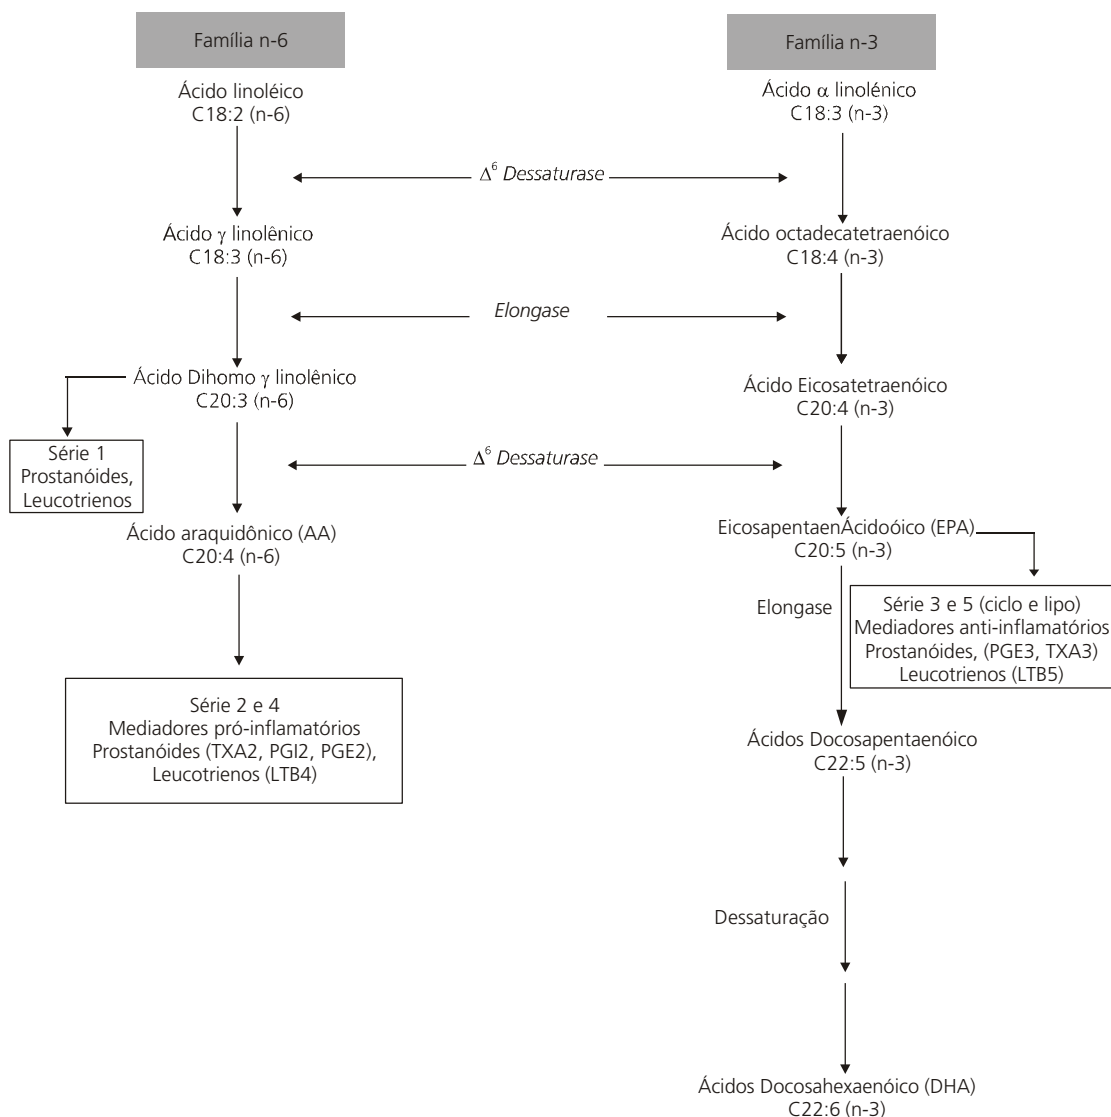 Família n-6
Família n-3
Ácido linoléico
C18:2 (n-6)
Ácido α linolénico
C18:3 (n-3)
Δ⁶ Dessaturase
Ácido γ linolênico
C18:3 (n-6)
Ácido octadecatetraenóico
C18:4 (n-3)
Elongase
Ácido Dihomo γ linolênico
C20:3 (n-6)
Ácido Eicosatetraenóico
C20:4 (n-3)
Série 1
Prostanóides,
Leucotrienos
Δ⁶ Dessaturase
Ácido araquidônico (AA)
C20:4 (n-6)
EicosapentaenÁcidoóico (EPA)
C20:5 (n-3)
Elongase
Série 3 e 5 (ciclo e lipo)
Mediadores anti-inflamatórios
Prostanóides, (PGE3, TXA3)
Leucotrienos (LTB5)
Série 2 e 4
Mediadores pró-inflamatórios
Prostanóides (TXA2, PGI2, PGE2),
Leucotrienos (LTB4)
Ácidos Docosapentaenóico
C22:5 (n-3)
Dessaturação
Ácidos Docosahexaenóico (DHA)
C22:6 (n-3)